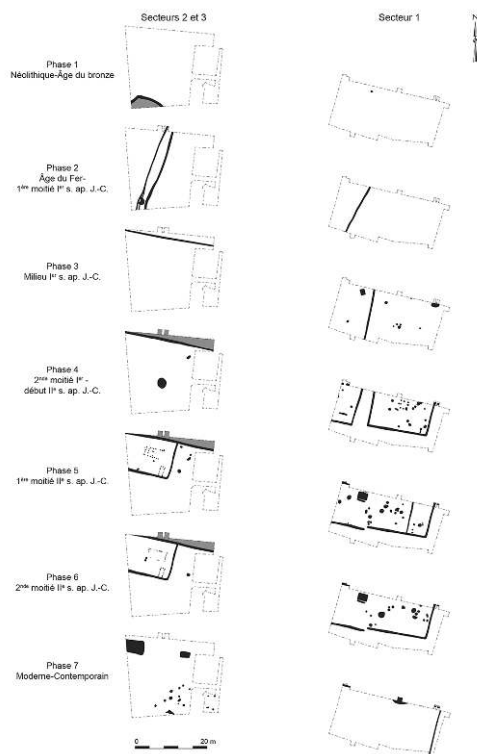 Secteurs 2 et 3
Secteur 1
N
Phase 1
Néolithique-Âge du bronze
Phase 2
Âge du Fer-
1ère moitié Ier s. ap. J.-C.
Phase 3
Milieu Ier s. ap. J.-C.
Phase 4
2nde moitié Ier -
début IIe s. ap. J.-C.
Phase 5
1ère moitié IIe s. ap. J.-C.
Phase 6
2nde moitié IIe s. ap. J.-C.
Phase 7
Moderne-Contemporain
0 20 m